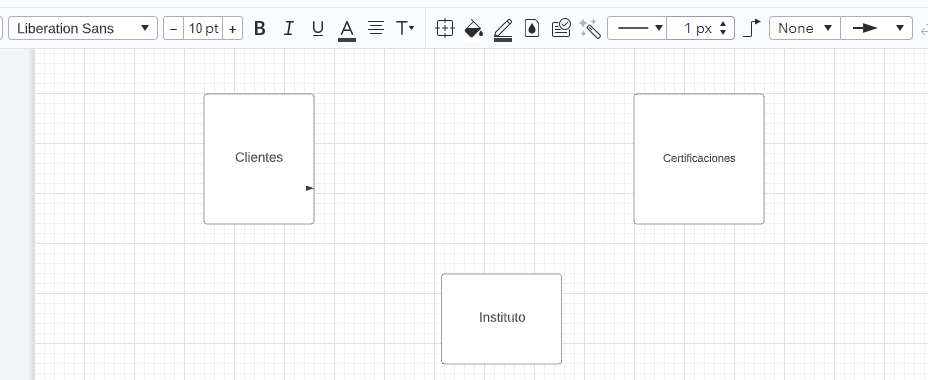 Liberation Sans − 10 pt + B I U A T 1 px None
Clientes
Certificaciones
Instituto